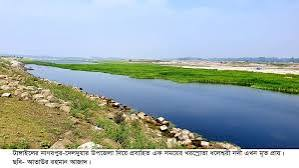 টাঙ্গাইলের নাগরপুর-দেলদুয়ার উপজেলা দিয়ে প্রবাহিত এক সময়ের খরস্রোতা ধলেশ্বরী নদী এখন মৃত প্রায়।
ছবি- আতাউর রহমান আজাদ।